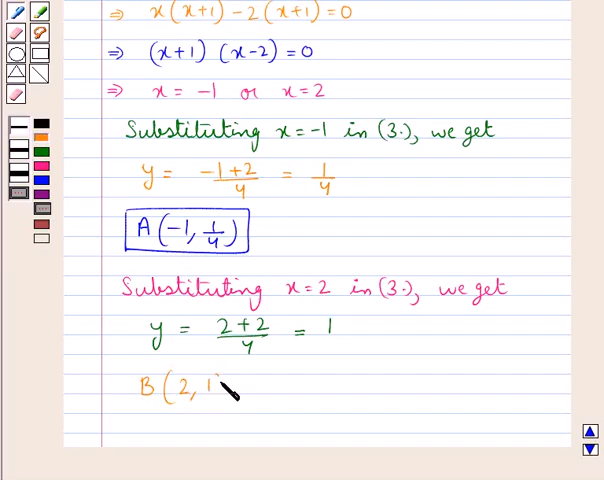 x(x+1)-2(x+1)=0
⇒ (x+1) (x-2)=0
⇒ x = -1 or x=2
Substituting x=-1 in (3.), we get
y = -1+2/4 = 1/4
A(-1, 1/4)
Substituting x=2 in (3.), we get
y = 2+2/4 = 1
B(2, 1